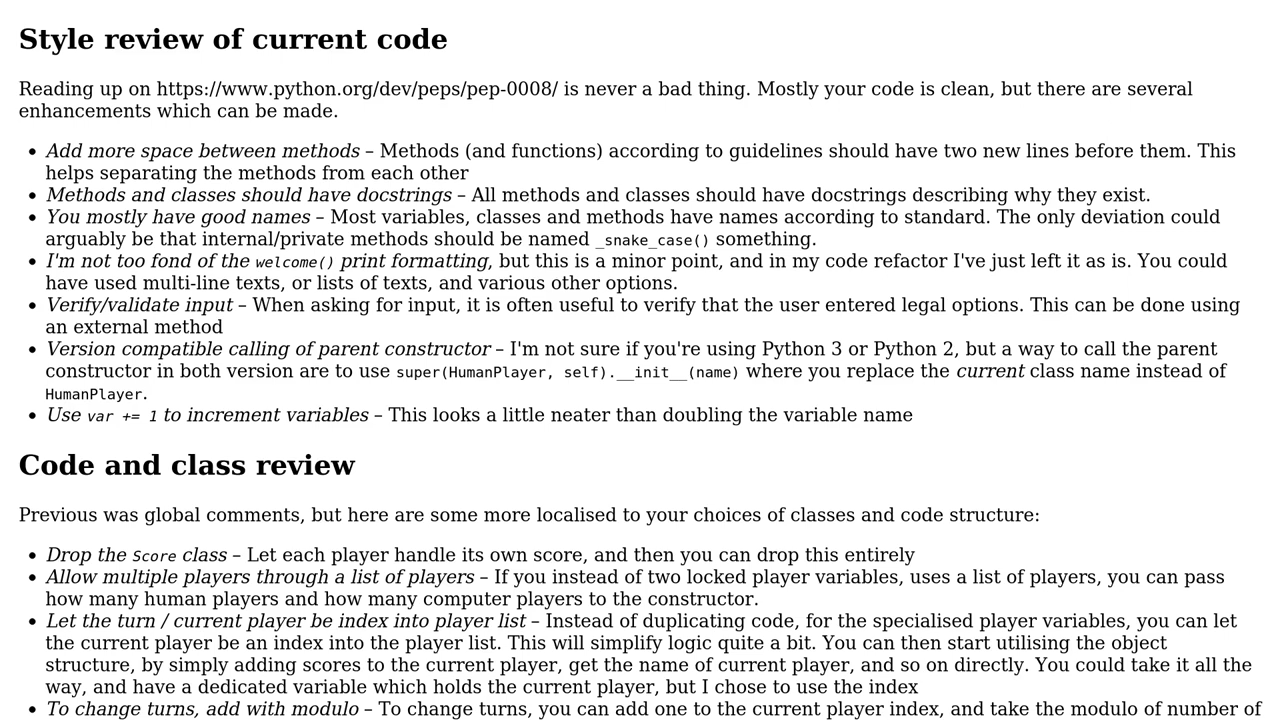 Style review of current code
Reading up on https://www.python.org/dev/peps/pep-0008/ is never a bad thing. Mostly your code is clean, but there are several
enhancements which can be made.
• Add more space between methods – Methods (and functions) according to guidelines should have two new lines before them. This
helps separating the methods from each other
• Methods and classes should have docstrings – All methods and classes should have docstrings describing why they exist.
• You mostly have good names – Most variables, classes and methods have names according to standard. The only deviation could
arguably be that internal/private methods should be named _snake_case() something.
• I'm not too fond of the welcome() print formatting, but this is a minor point, and in my code refactor I've just left it as is. You could
have used multi-line texts, or lists of texts, and various other options.
• Verify/validate input – When asking for input, it is often useful to verify that the user entered legal options. This can be done using
an external method
• Version compatible calling of parent constructor – I'm not sure if you're using Python 3 or Python 2, but a way to call the parent
constructor in both version are to use super(HumanPlayer, self).__init__(name) where you replace the current class name instead of
HumanPlayer.
• Use var += 1 to increment variables – This looks a little neater than doubling the variable name
Code and class review
Previous was global comments, but here are some more localised to your choices of classes and code structure:
• Drop the Score class – Let each player handle its own score, and then you can drop this entirely
• Allow multiple players through a list of players – If you instead of two locked player variables, uses a list of players, you can pass
how many human players and how many computer players to the constructor.
• Let the turn / current player be index into player list – Instead of duplicating code, for the specialised player variables, you can let
the current player be an index into the player list. This will simplify logic quite a bit. You can then start utilising the object
structure, by simply adding scores to the current player, get the name of current player, and so on directly. You could take it all the
way, and have a dedicated variable which holds the current player, but I chose to use the index
• To change turns, add with modulo – To change turns, you can add one to the current player index, and take the modulo of number of